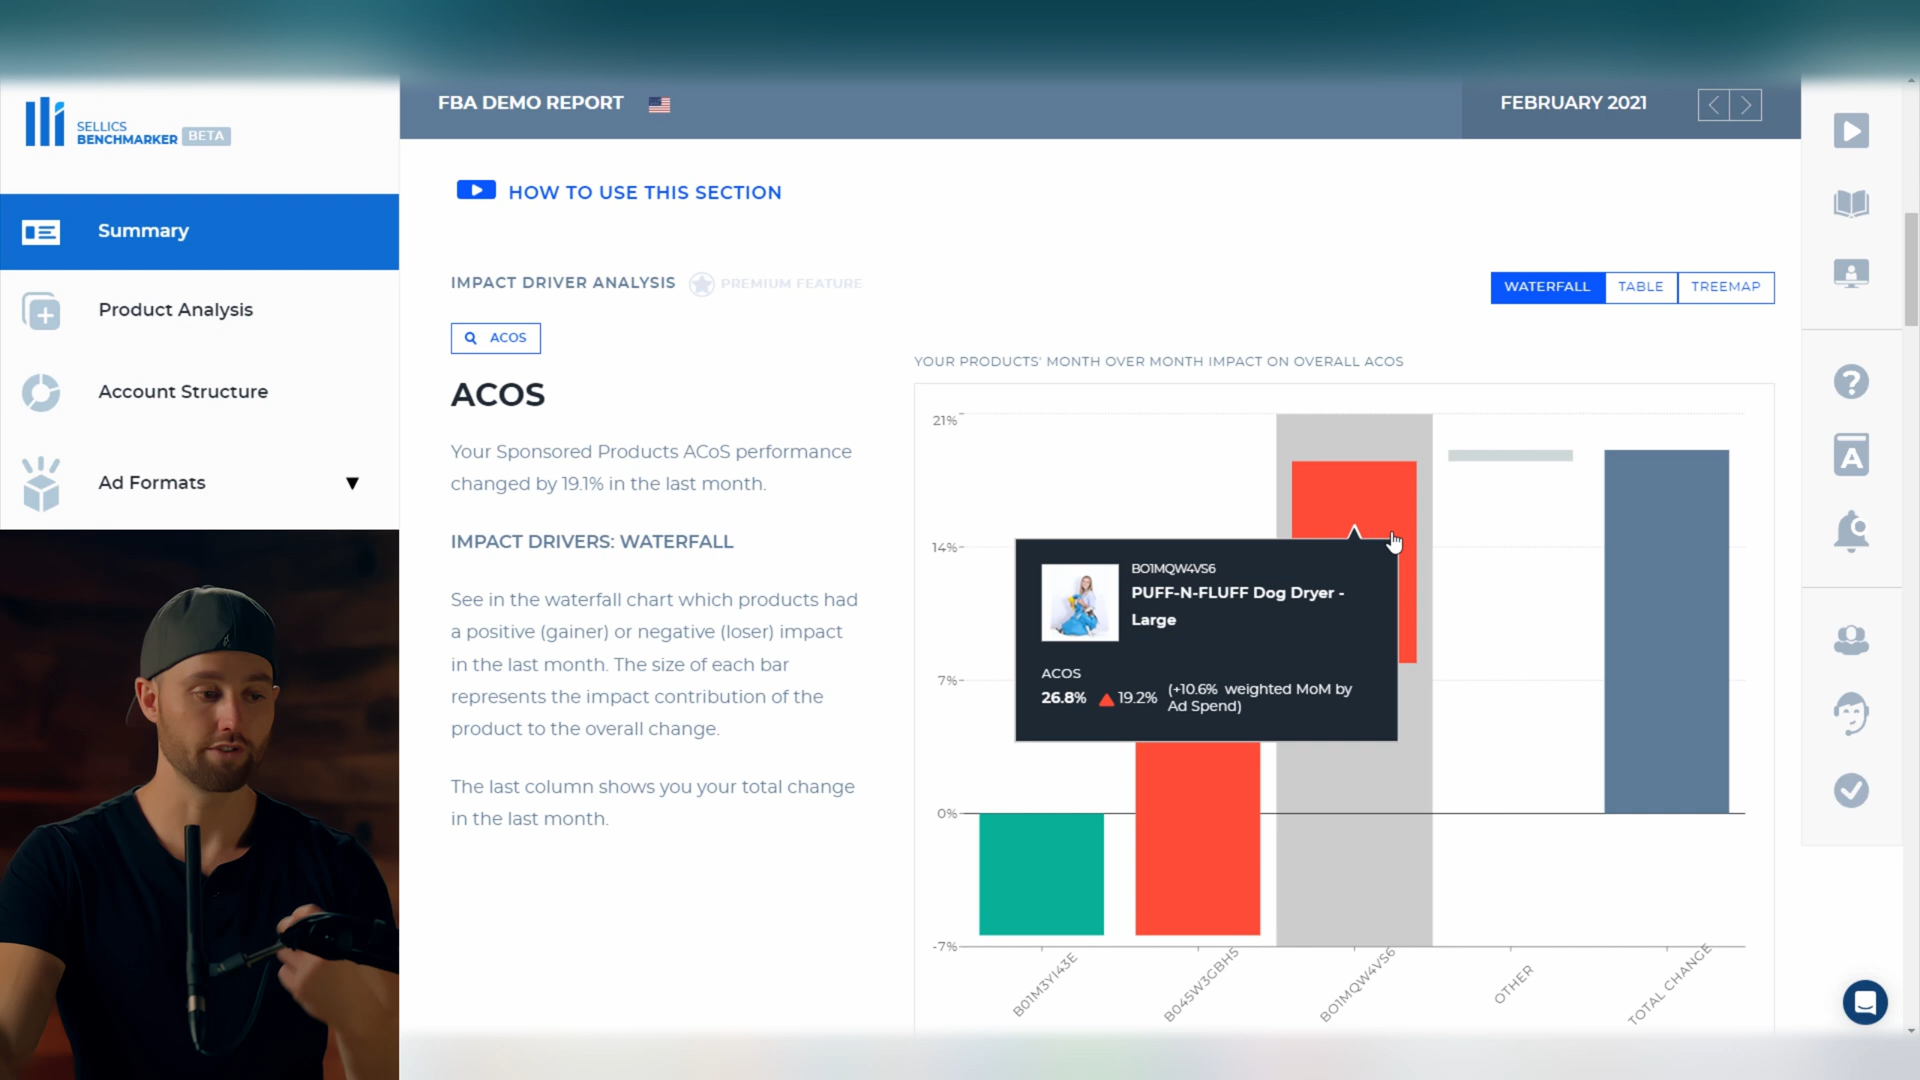 SELLICS
BENCHMARKER BETA
Summary
Product Analysis
Account Structure
Ad Formats
FBA DEMO REPORT
FEBRUARY 2021
HOW TO USE THIS SECTION
IMPACT DRIVER ANALYSIS PREMIUM FEATURE
WATERFALL TABLE TREEMAP
ACOS
ACOS
Your Sponsored Products ACoS performance
changed by 19.1% in the last month.
IMPACT DRIVERS: WATERFALL
See in the waterfall chart which products had
a positive (gainer) or negative (loser) impact
in the last month. The size of each bar
represents the impact contribution of the
product to the overall change.
The last column shows you your total change
in the last month.
YOUR PRODUCTS' MONTH OVER MONTH IMPACT ON OVERALL ACOS
21%
14%
7%
0%
-7%
BO1MQW4VS6
PUFF-N-FLUFF Dog Dryer -
Large
ACOS
26.8% 19.2% (+10.6% weighted MoM by
Ad Spend)
B01M3YI43E
B045W3GBH5
BO1MQW4VS6
OTHER
TOTAL CHANGE